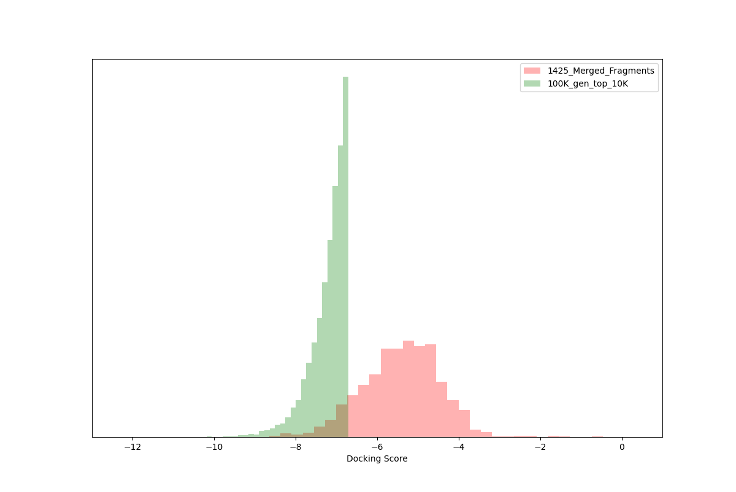 1425_Merged_Fragments
100K_gen_top_10K
−12 −10 −8 −6 −4 −2 0
Docking Score